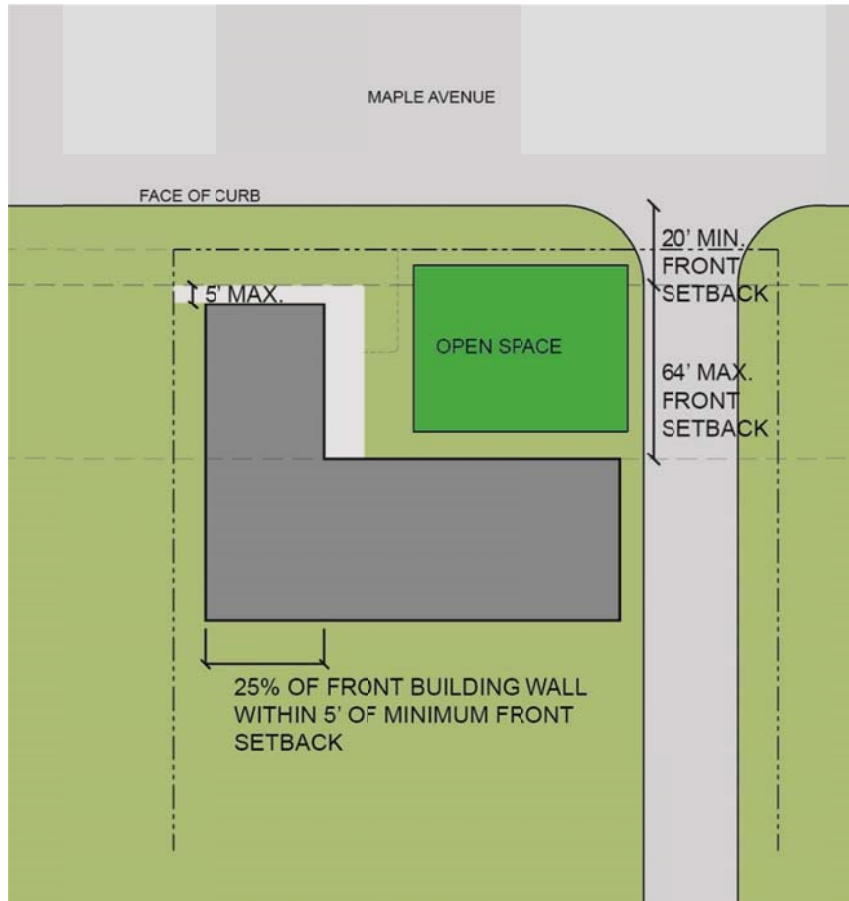 MAPLE AVENUE
FACE OF CURB
20' MIN.
FRONT
SETBACK
5' MAX.
OPEN SPACE
64' MAX.
FRONT
SETBACK
25% OF FRONT BUILDING WALL
WITHIN 5' OF MINIMUM FRONT
SETBACK